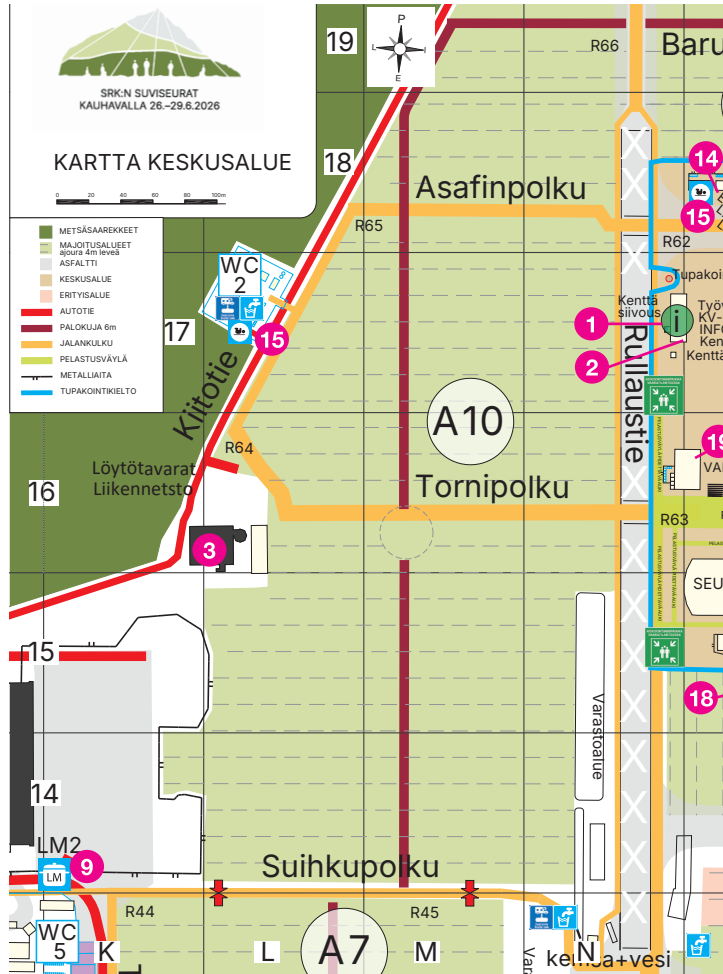 SRK:N SUVISEURAT
KAUHAVALLA 26.–29.6.2026
KARTTA KESKUSALUE
0 20 40 60 80 100m
METSÄSAAREKKEET
MAJOITUSALUEET
ajoura 4m leveä
ASFALTTI
KESKUSALUE
ERITYISALUE
AUTOTIE
PALOKUJA 6m
JALANKULKU
PELASTUSVÄYLÄ
METALLIAITA
TUPAKOINTIKIELTO
P
L I
E
19
R66
Baru
18
14
Asafinpolku
15
R65
R62
WC
2
Tupakoi
Kenttä
siivous
1
i
Työv
KV-
INFO
Ken
Kenttä
17
15
2
Kiitotie
Rullaustie
A10
R64
19
VA
Löytötavarat
Liikennetsto
16
Tornipolku
R63
3
SEU
15
18
Varastoalue
14
LM2
9
LM
Suihkupolku
R44
R45
WC
5
K
L
A7
M
N
kemsa+vesi